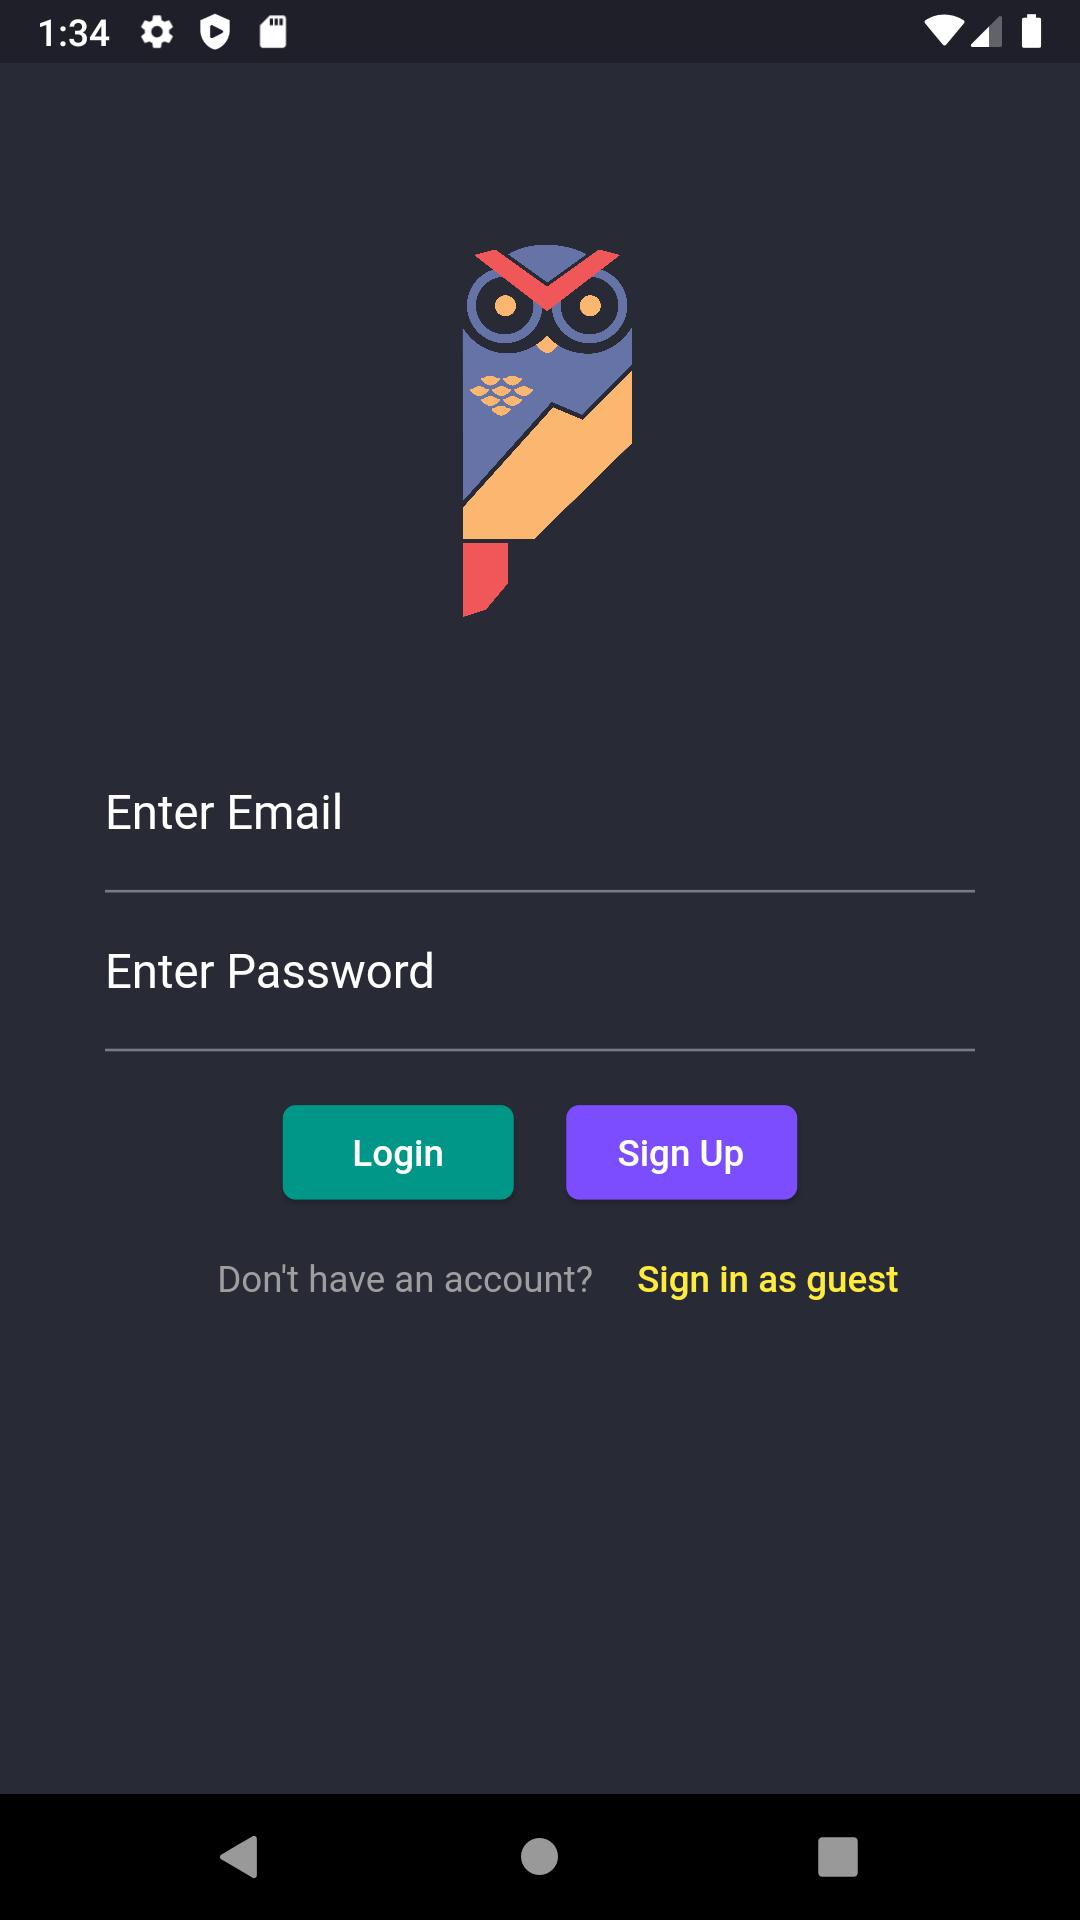 1:34
Enter Email
Enter Password
Login Sign Up
Don't have an account? Sign in as guest